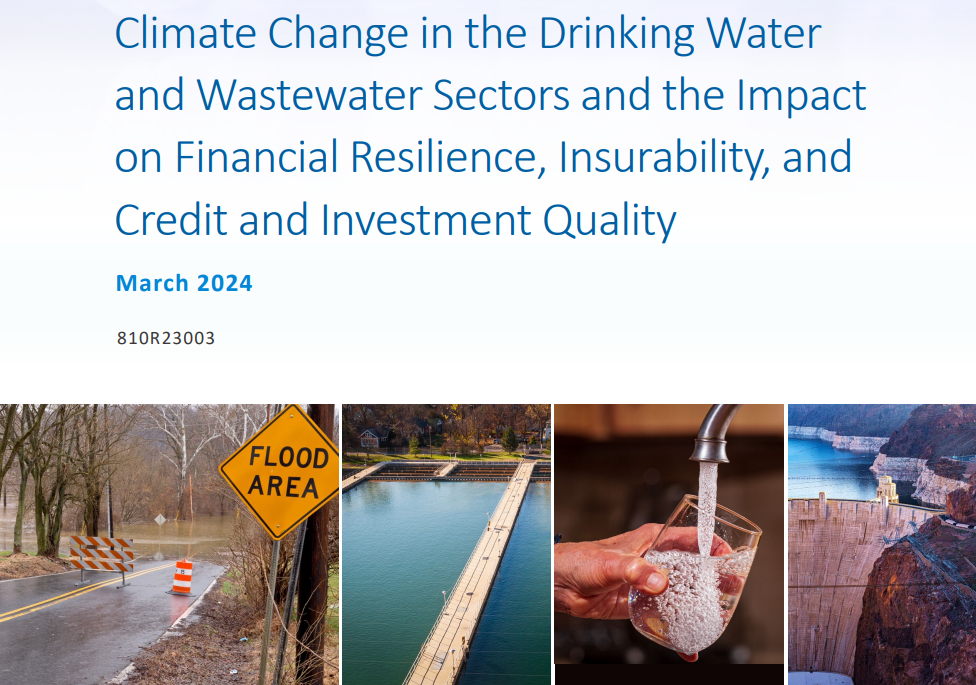 Climate Change in the Drinking Water
and Wastewater Sectors and the Impact
on Financial Resilience, Insurability, and
Credit and Investment Quality
March 2024
810R23003
FLOOD
AREA